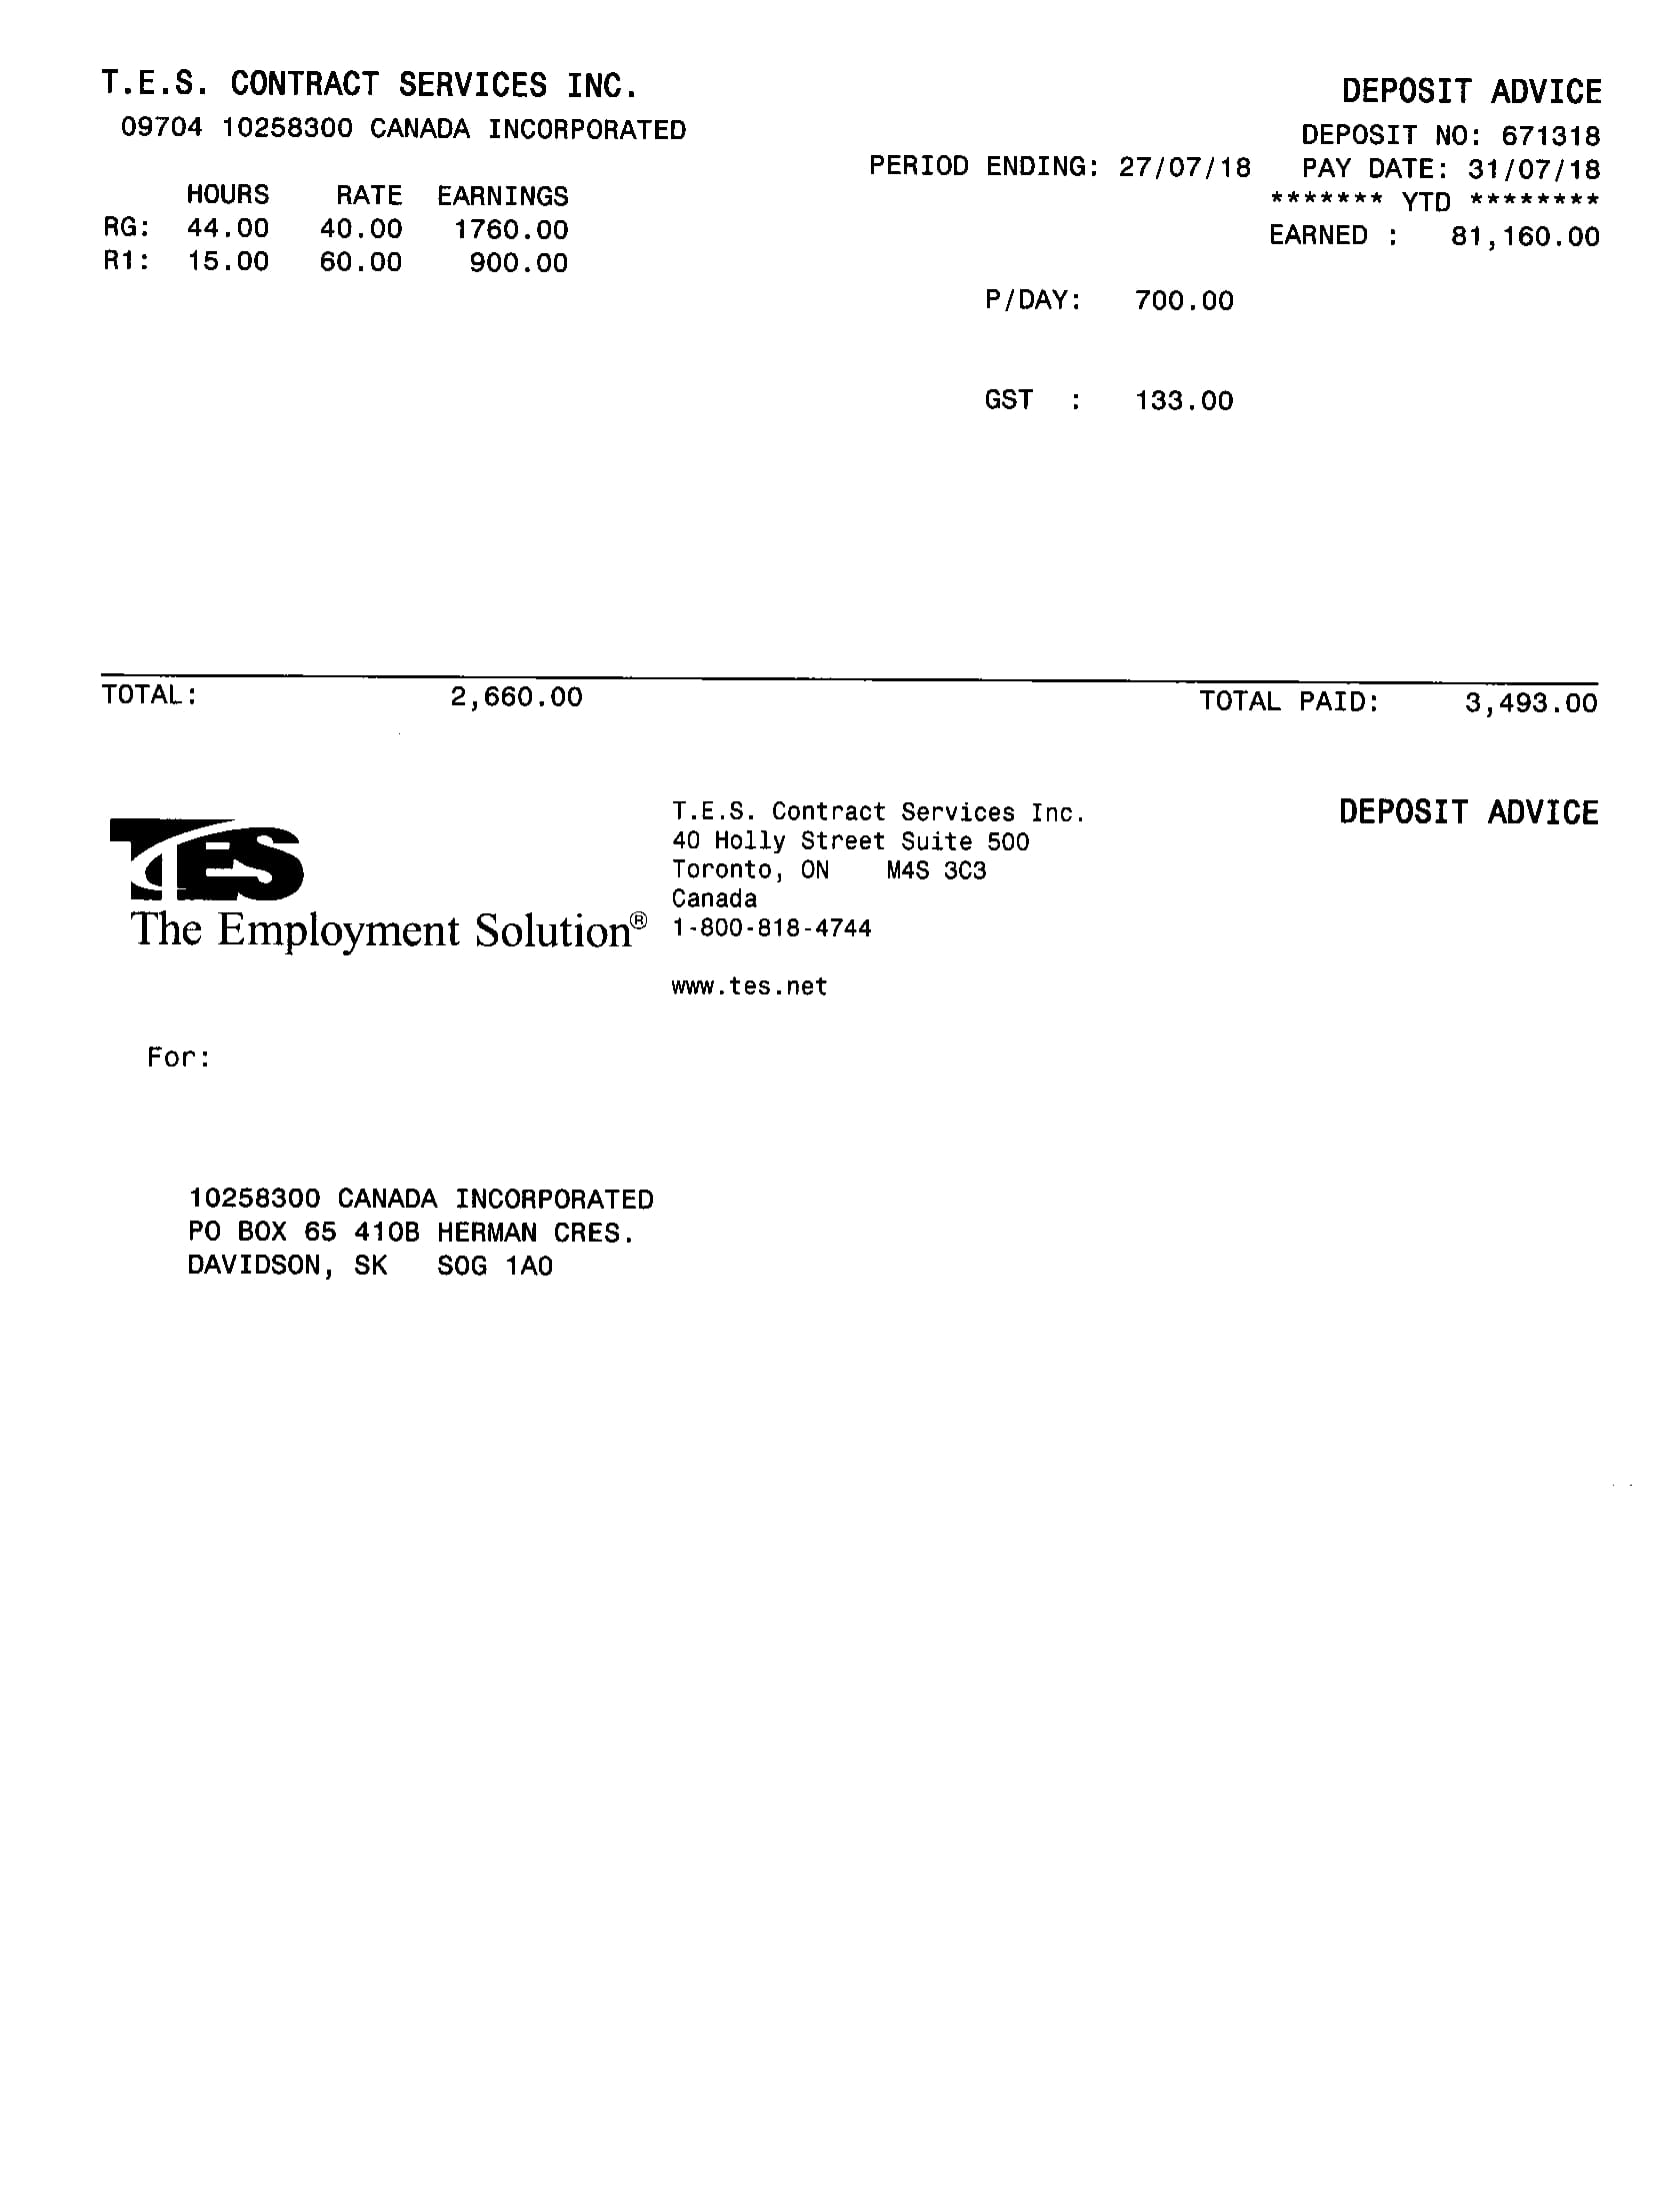 T.E.S. CONTRACT SERVICES INC.
DEPOSIT ADVICE
09704 10258300 CANADA INCORPORATED
DEPOSIT NO: 671318
PERIOD ENDING: 27/07/18 PAY DATE: 31/07/18
HOURS RATE EARNINGS
******* YTD ********
RG: 44.00 40.00 1760.00
EARNED : 81,160.00
R1: 15.00 60.00 900.00
P/DAY: 700.00
GST : 133.00
TOTAL: 2,660.00 TOTAL PAID: 3,493.00
TES
The Employment Solution®
T.E.S. Contract Services Inc.
40 Holly Street Suite 500
Toronto, ON M4S 3C3
Canada
1-800-818-4744
www.tes.net
DEPOSIT ADVICE
For:
10258300 CANADA INCORPORATED
PO BOX 65 410B HERMAN CRES.
DAVIDSON, SK S0G 1A0